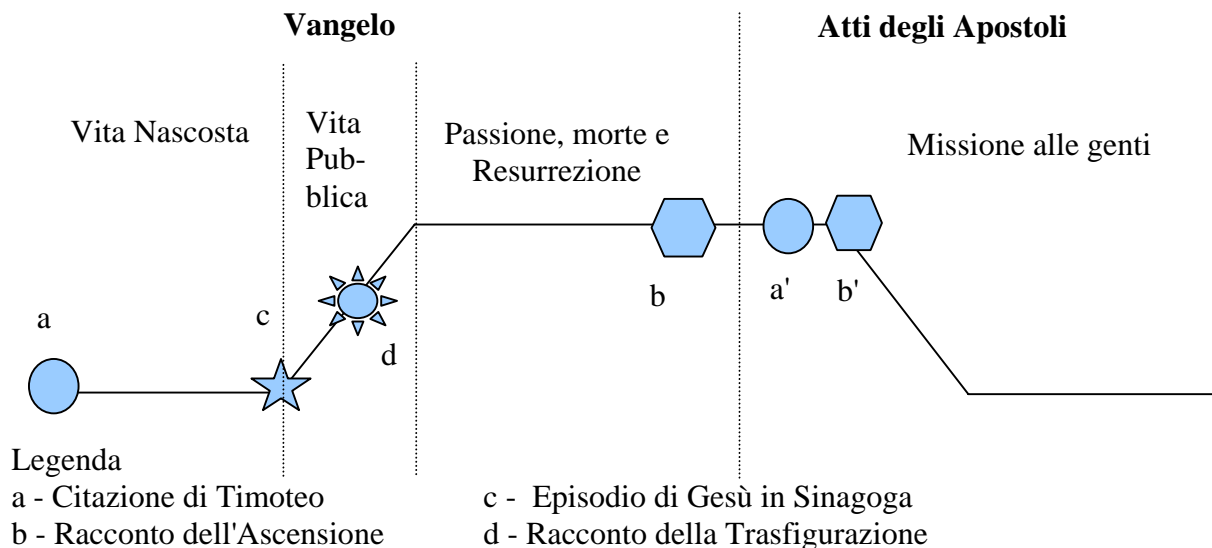 Vangelo
Atti degli Apostoli
Vita Nascosta
Vita
Pub-
blica
Passione, morte e
Resurrezione
Missione alle genti
a
c
d
b
a'
b'
Legenda
a - Citazione di Timoteo
c -  Episodio di Gesù in Sinagoga
b - Racconto dell'Ascensione
d - Racconto della Trasfigurazione